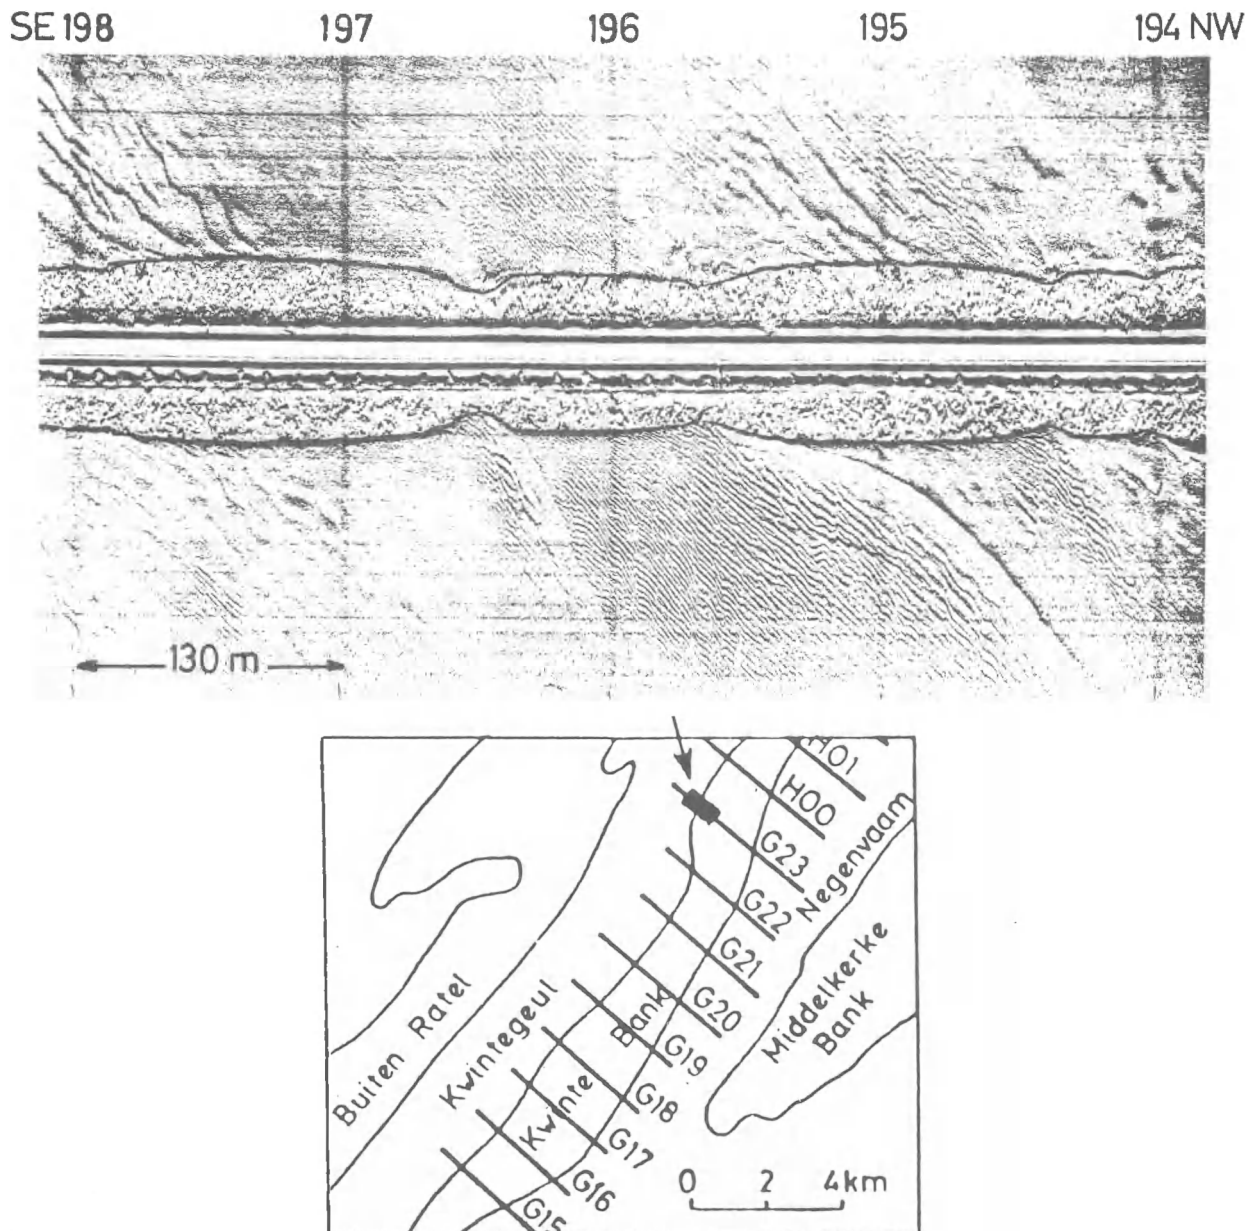 SE 198 197 196 195 194 NW
130 m
H01
H00
G23
G22
G21
G20
G19
G18
G17
G16
G15
Negenvaam
Middelkerke
Bank
Kwinte
Bank
Kwintegeul
Buiten Ratel
0 2 4km